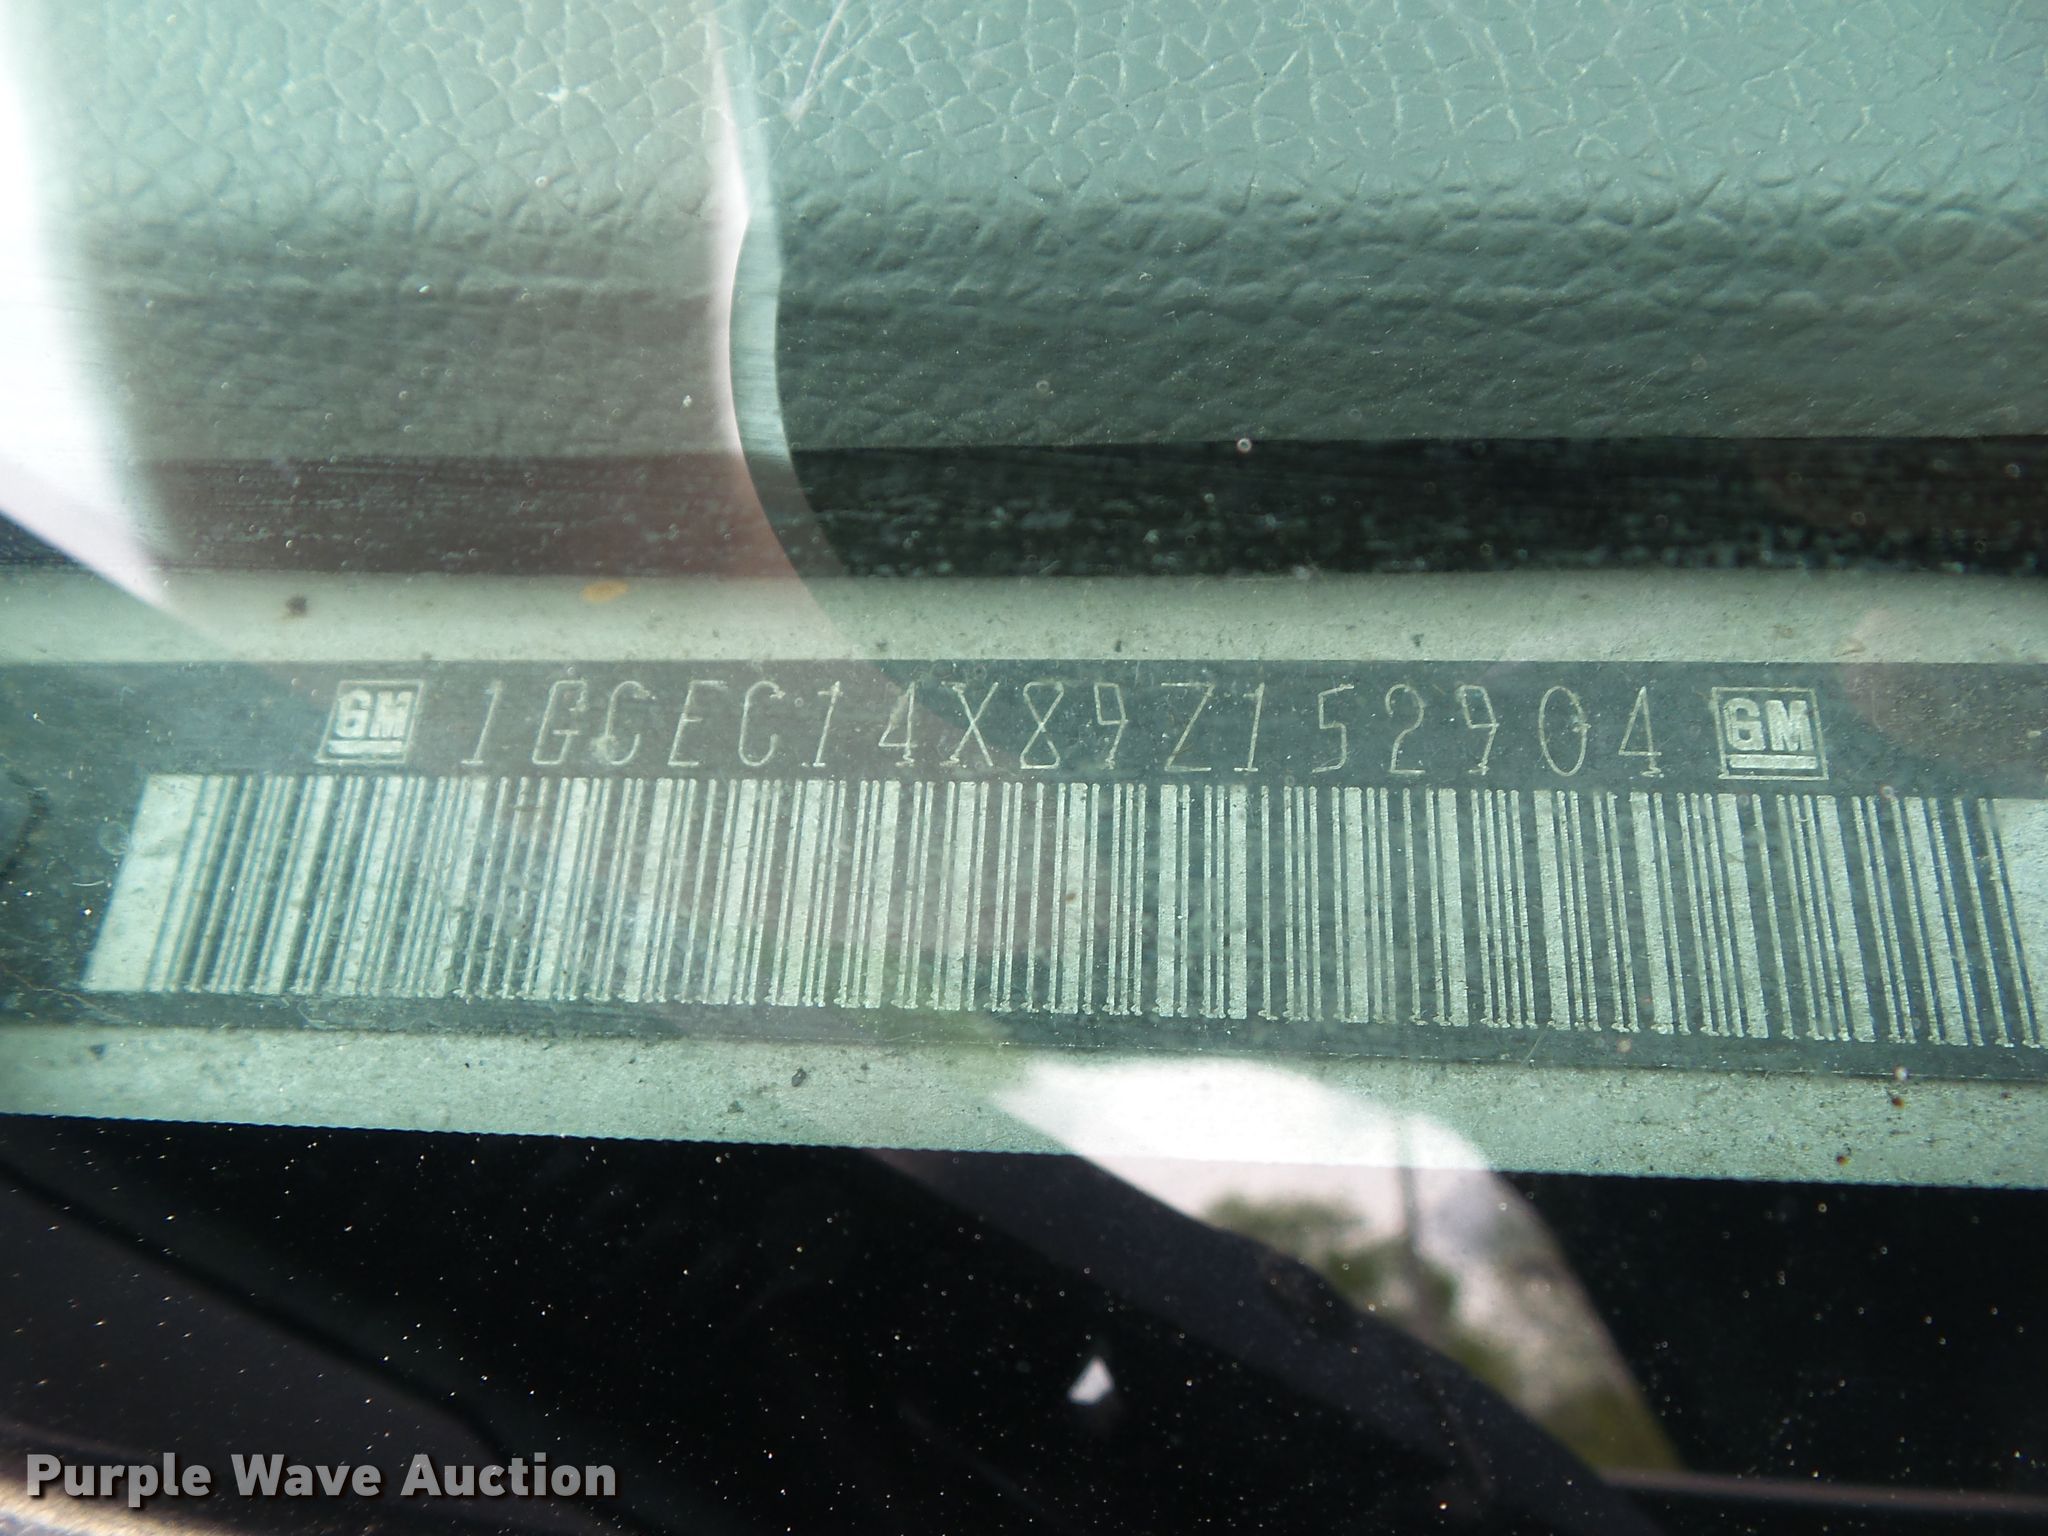 GM 1GCEC14X89Z152904 GM
Purple Wave Auction